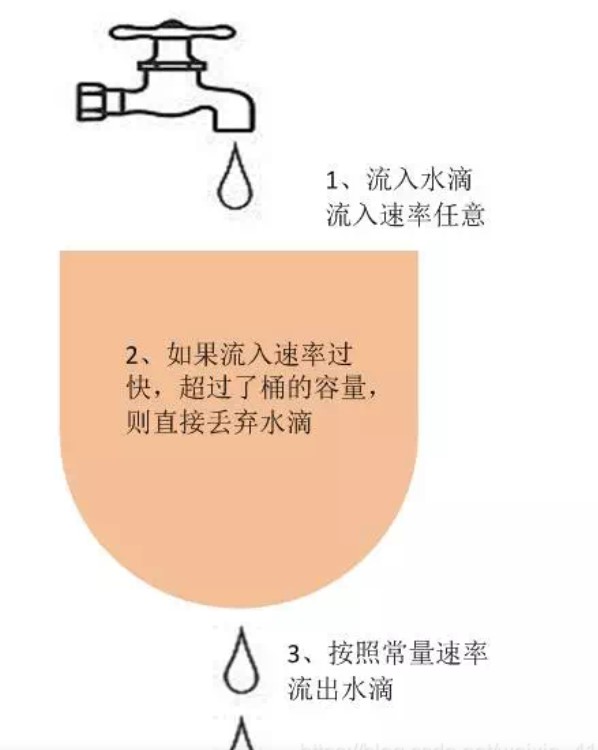 1、流入水滴
流入速率任意
2、如果流入速率过
快，超过了桶的容量，
则直接丢弃水滴
3、按照常量速率
流出水滴